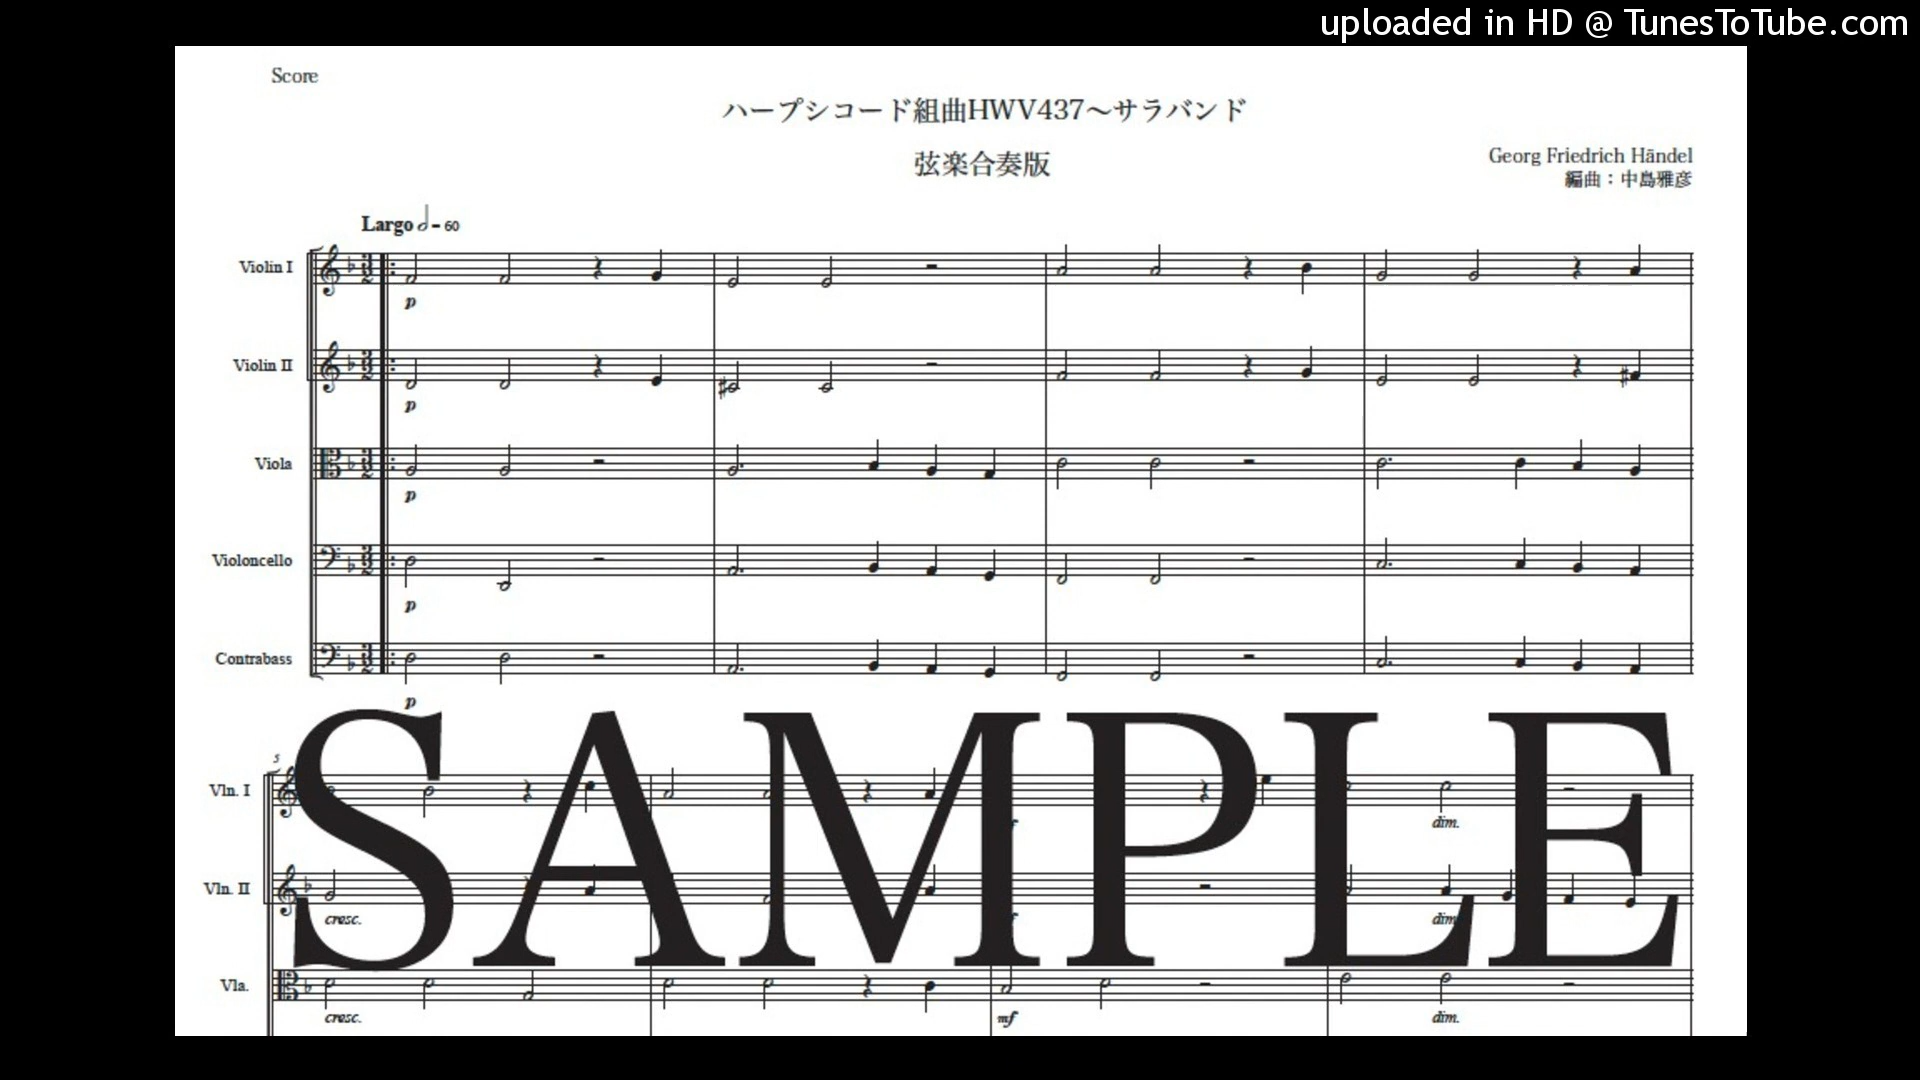 uploaded in HD @ TunesToTube.com
Score
ハープシコード組曲HWV437～サラバンド
弦楽合奏版
Georg Friedrich Händel
編曲：中島雅彦
Largo = 60
Violin I
p
Violin II
p
Viola
p
Violoncello
p
Contrabass
p
SAMPLE
5
Vln. I
dim.
Vln. II
cresc.
dim.
Vla.
cresc.
mf
dim.